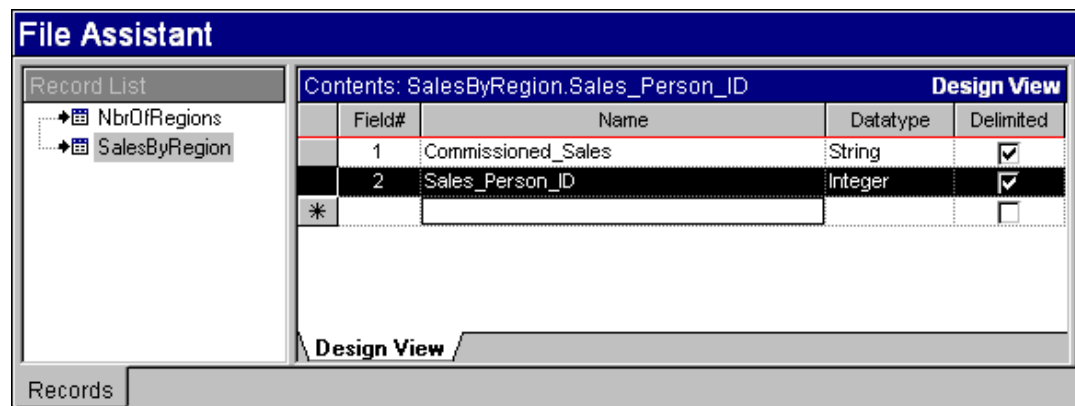 File Assistant
Record List
NbrOfRegions
SalesByRegion
Contents: SalesByRegion.Sales_Person_ID Design View
Field# Name Datatype Delimited
1 Commissioned_Sales String
2 Sales_Person_ID Integer
Design View
Records